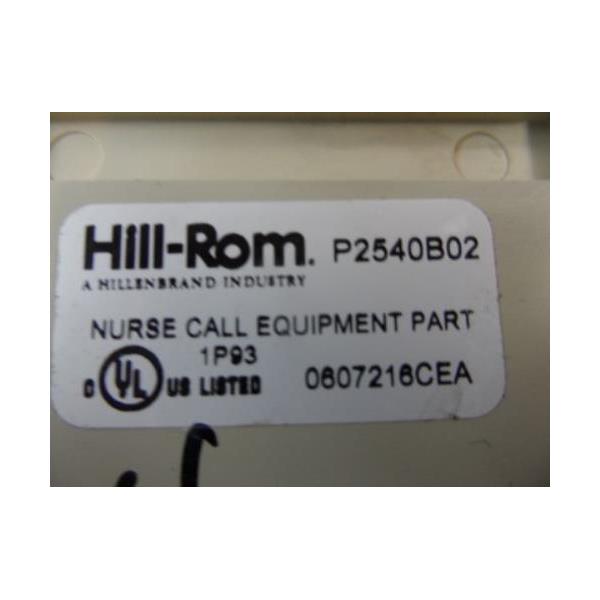 Hill-Rom. P2540B02
A HILLENBRAND INDUSTRY
NURSE CALL EQUIPMENT PART
1P93
C UL US LISTED 0607216CEA